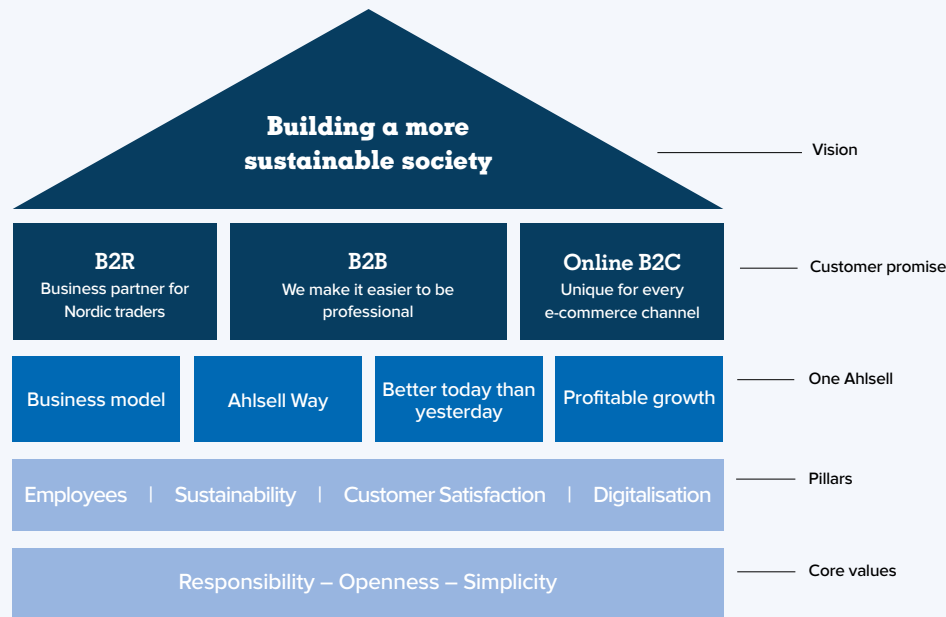 Building a more
sustainable society
Vision
B2R
Business partner for
Nordic traders
B2B
We make it easier to be
professional
Online B2C
Unique for every
e-commerce channel
Customer promise
Business model
Ahlsell Way
Better today than
yesterday
Profitable growth
One Ahlsell
Employees | Sustainability | Customer Satisfaction | Digitalisation
Pillars
Responsibility – Openness – Simplicity
Core values